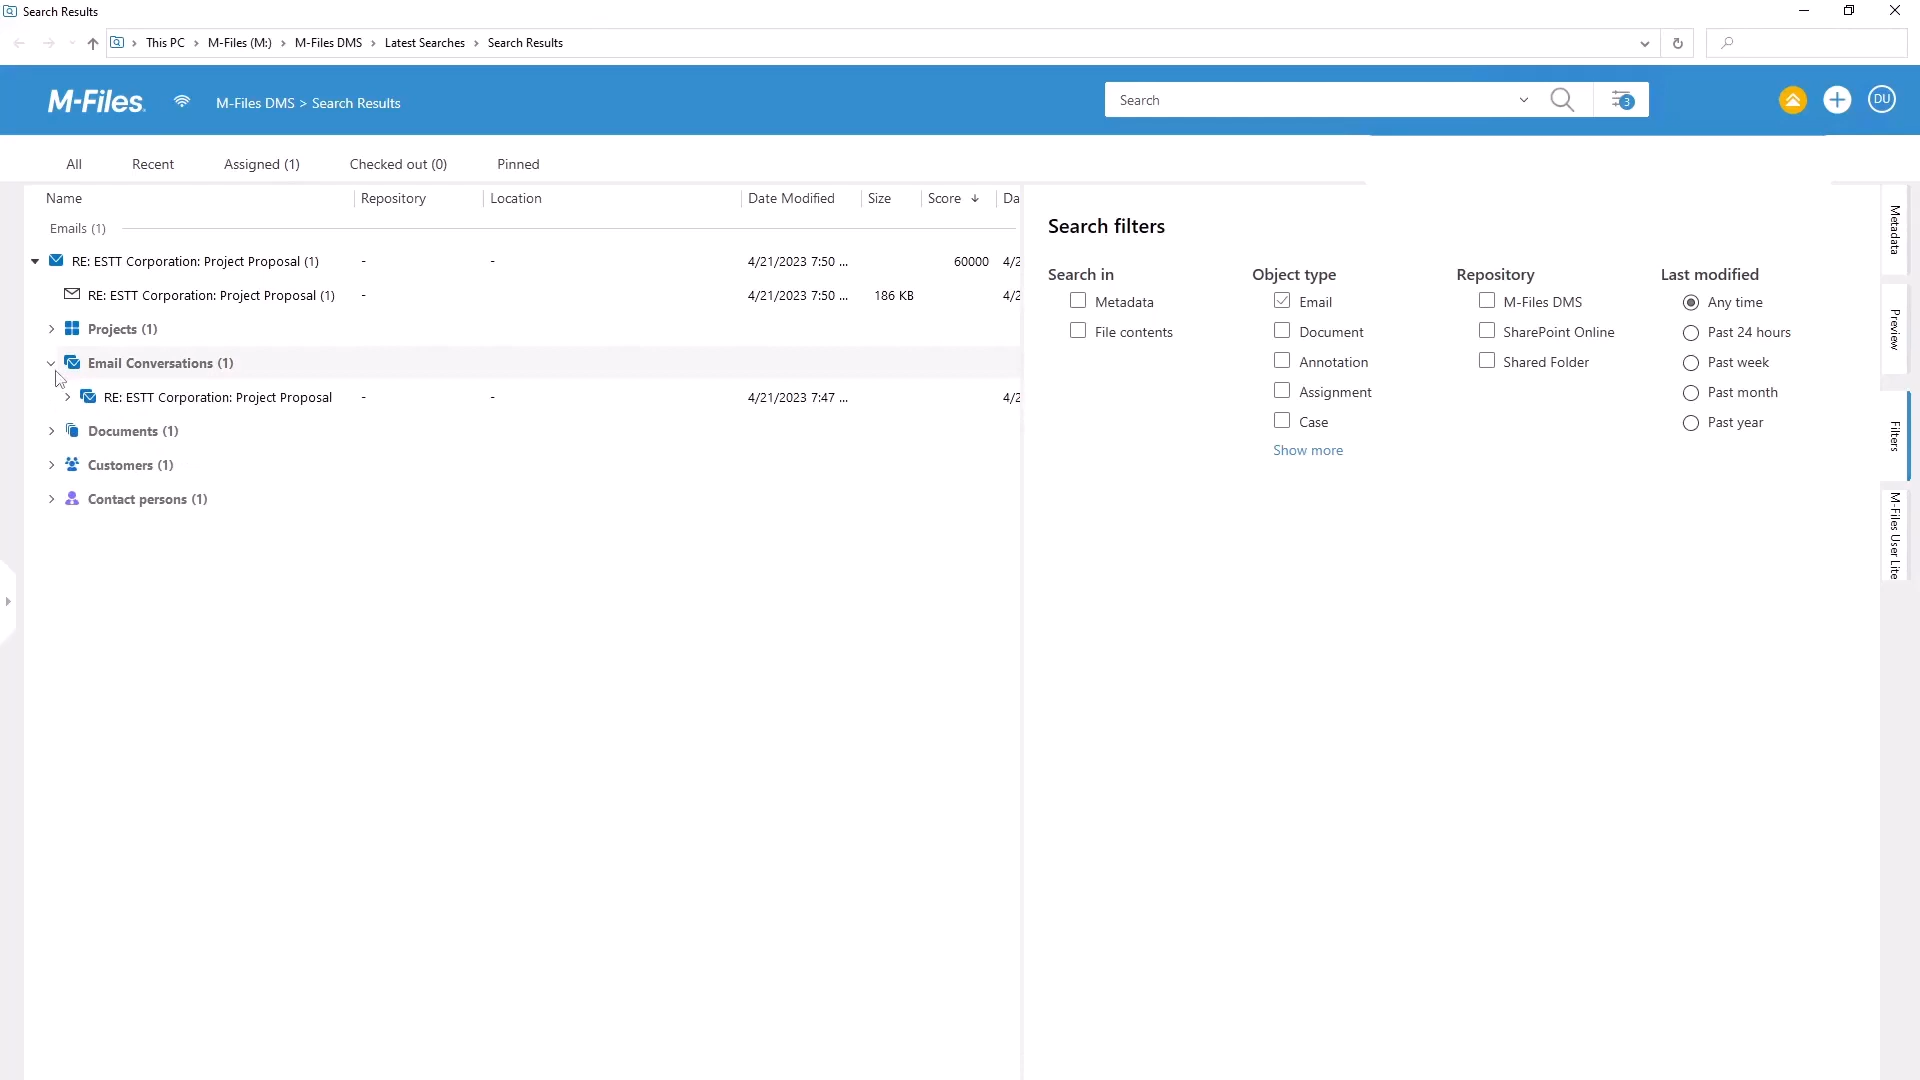 Search Results
This PC > M-Files (M:) > M-Files DMS > Latest Searches > Search Results
M-Files
M-Files DMS > Search Results
Search
3
DU
All
Recent
Assigned (1)
Checked out (0)
Pinned
Name
Repository
Location
Date Modified
Size
Score
Da
Emails (1)
RE: ESTT Corporation: Project Proposal (1) - - 4/21/2023 7:50 ... 60000 4/2
RE: ESTT Corporation: Project Proposal (1) - 4/21/2023 7:50 ... 186 KB 4/2
Projects (1)
Email Conversations (1)
RE: ESTT Corporation: Project Proposal - - 4/21/2023 7:47 ... 4/2
Documents (1)
Customers (1)
Contact persons (1)
Search filters
Search in
Metadata
File contents
Object type
Email
Document
Annotation
Assignment
Case
Show more
Repository
M-Files DMS
SharePoint Online
Shared Folder
Last modified
Any time
Past 24 hours
Past week
Past month
Past year
Metadata
Preview
Filters
M-Files User Lite